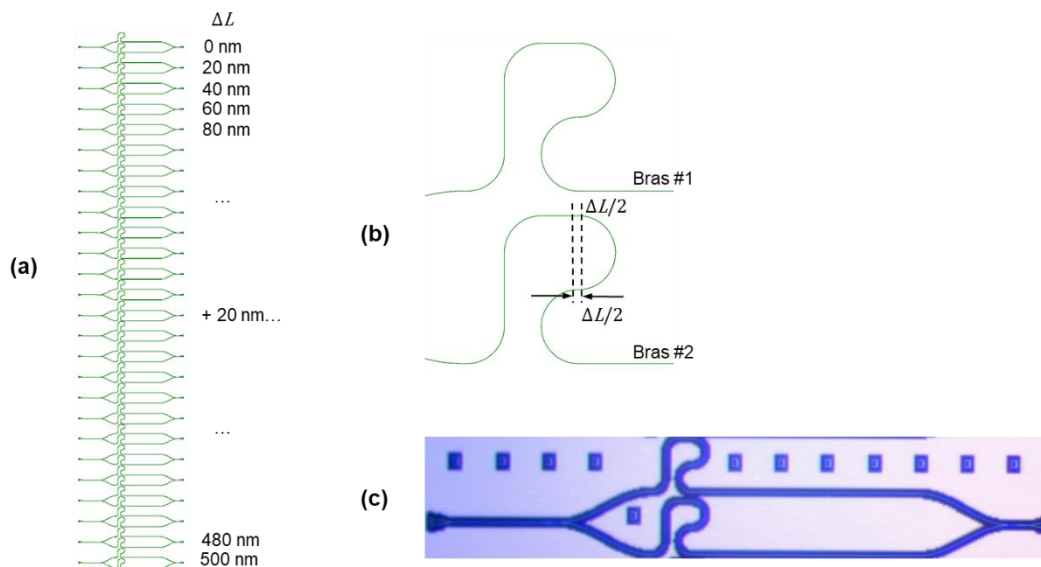 ΔL
0 nm
20 nm
40 nm
60 nm
80 nm
...
+ 20 nm...
...
480 nm
500 nm
(a)
(b)
Bras #1
ΔL/2
ΔL/2
Bras #2
(c)